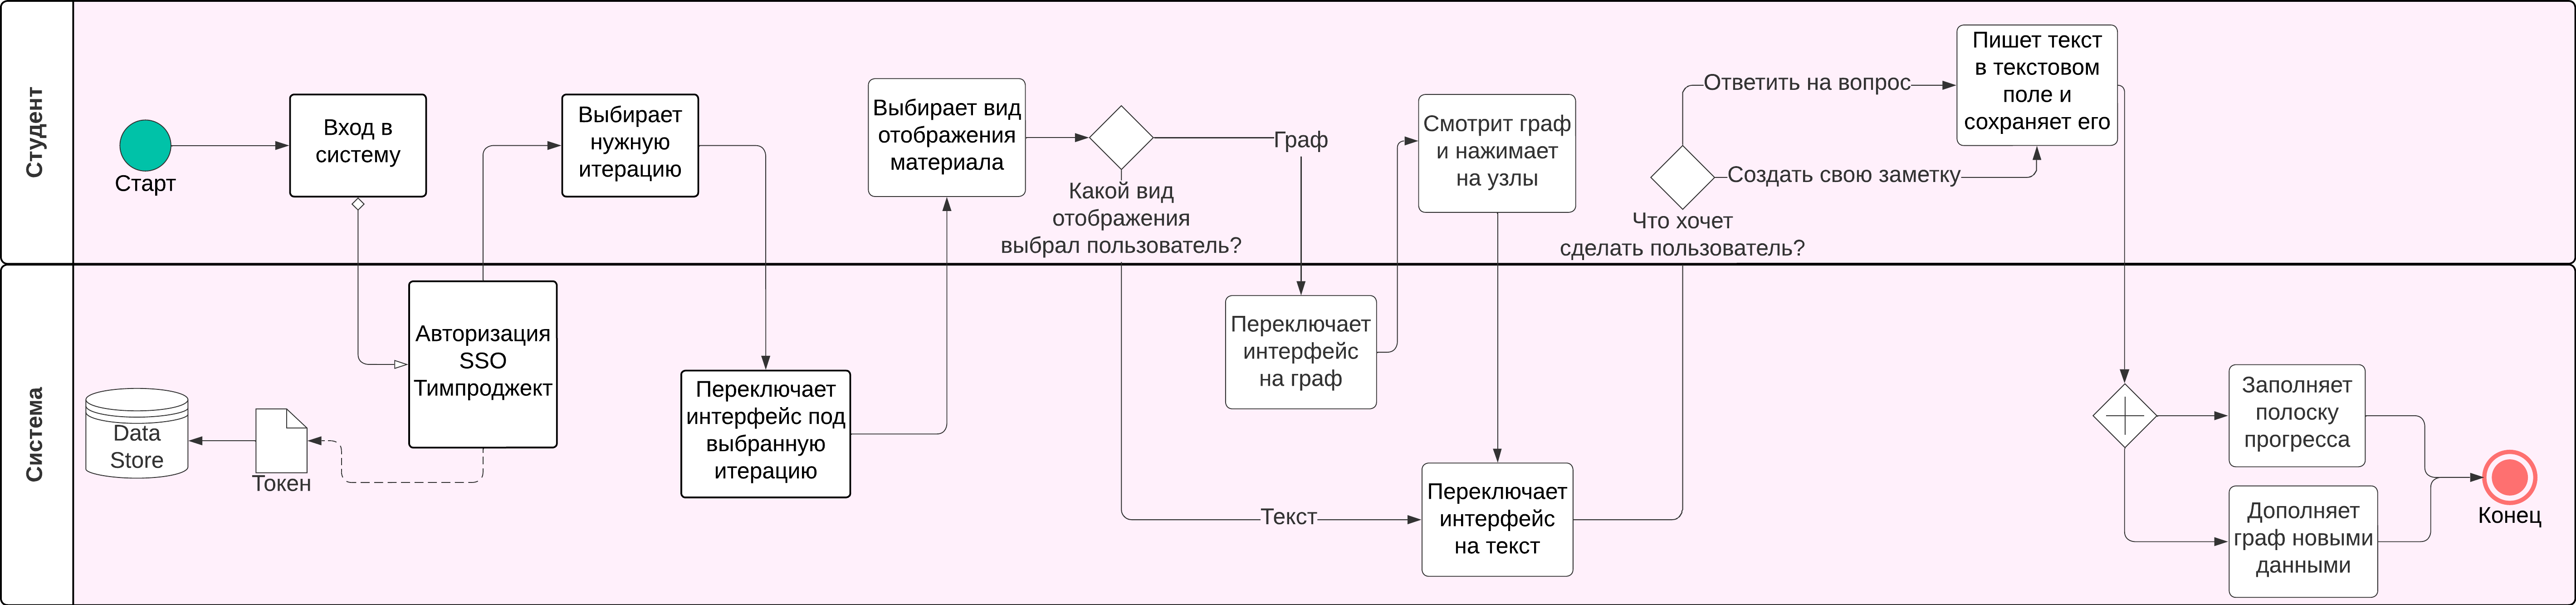 Студент
Старт
Вход в
систему
Выбирает
нужную
итерацию
Выбирает вид
отображения
материала
Какой вид
отображения
выбрал пользователь?
Граф
Смотрит граф
и нажимает
на узлы
Что хочет
сделать пользователь?
Ответить на вопрос
Создать свою заметку
Пишет текст
в текстовом
поле и
сохраняет его
Система
Data
Store
Токен
Авторизация
SSO
Тимпроджект
Переключает
интерфейс под
выбранную
итерацию
Переключает
интерфейс
на граф
Текст
Переключает
интерфейс
на текст
Заполняет
полоску
прогресса
Дополняет
граф новыми
данными
Конец